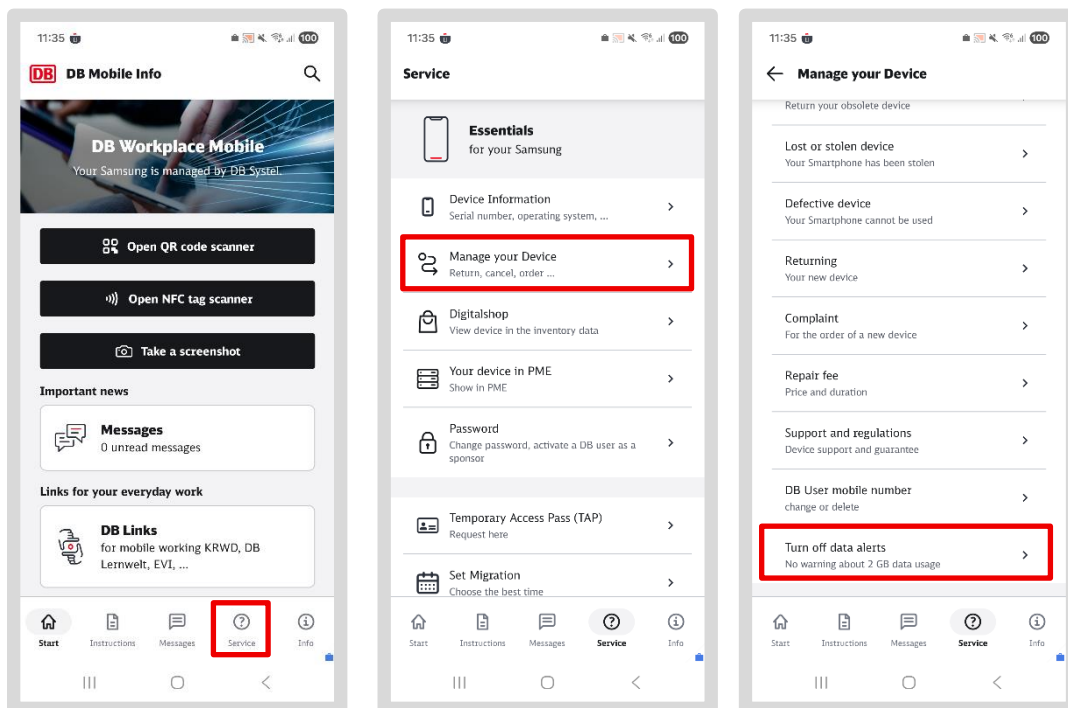 11:35
100
DB DB Mobile Info
DB Workplace Mobile
Your Samsung is managed by DB Systel.
Open QR code scanner
Open NFC tag scanner
Take a screenshot
Important news
Messages
0 unread messages
Links for your everyday work
DB Links
for mobile working KRWD, DB
Lernwelt, EVI, ...
Start Instructions Messages Service Info
11:35
100
Service
Essentials
for your Samsung
Device Information
Serial number, operating system, ...
Manage your Device
Return, cancel, order ...
Digitalshop
View device in the inventory data
Your device in PME
Show in PME
Password
Change password, activate a DB user as a
sponsor
Temporary Access Pass (TAP)
Request here
Set Migration
Choose the best time
Start Instructions Messages Service Info
11:35
100
Manage your Device
Return your obsolete device
Lost or stolen device
Your Smartphone has been stolen
Defective device
Your Smartphone cannot be used
Returning
Your new device
Complaint
For the order of a new device
Repair fee
Price and duration
Support and regulations
Device support and guarantee
DB User mobile number
change or delete
Turn off data alerts
No warning about 2 GB data usage
Start Instructions Messages Service Info